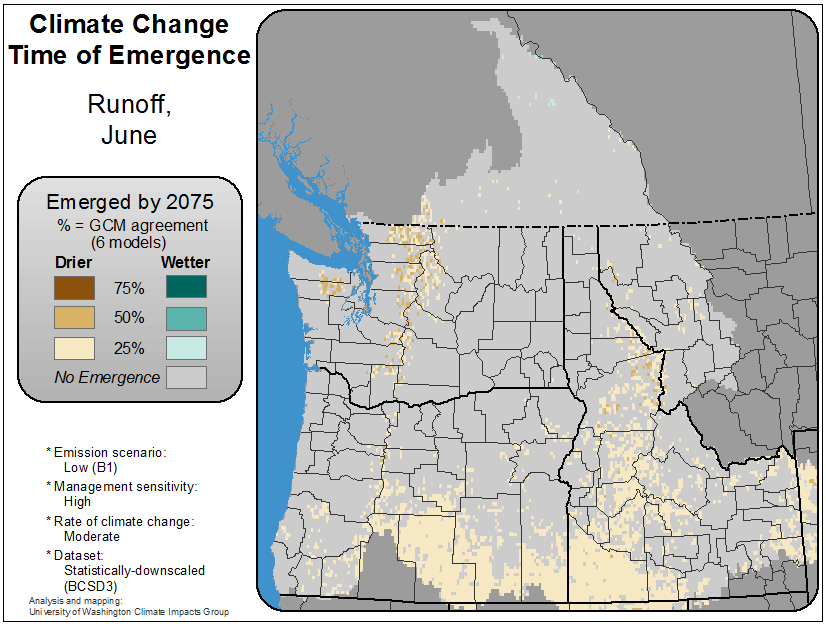 Climate Change
Time of Emergence
Runoff,
June
Emerged by 2075
% = GCM agreement
(6 models)
Drier Wetter
75%
50%
25%
No Emergence
* Emission scenario:
Low (B1)
* Management sensitivity:
High
* Rate of climate change:
Moderate
* Dataset:
Statistically-downscaled
(BCSD3)
Analysis and mapping:
University of Washington Climate Impacts Group